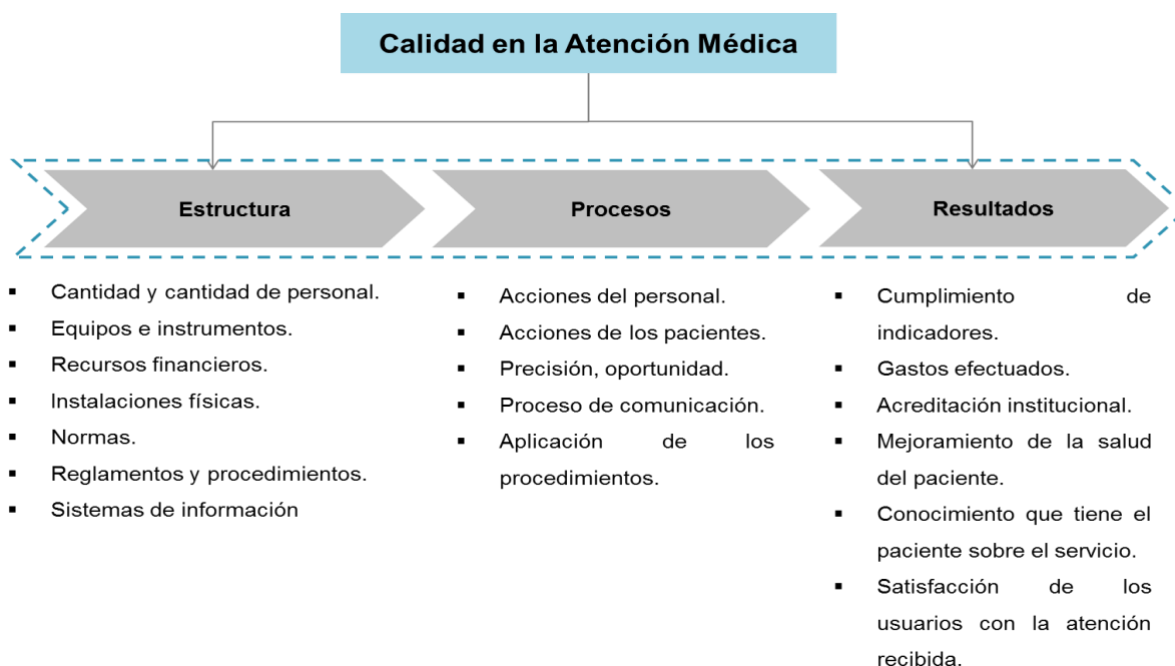 Calidad en la Atención Médica
Estructura
Procesos
Resultados
▪ Cantidad y cantidad de personal.
▪ Equipos e instrumentos.
▪ Recursos financieros.
▪ Instalaciones físicas.
▪ Normas.
▪ Reglamentos y procedimientos.
▪ Sistemas de información
▪ Acciones del personal.
▪ Acciones de los pacientes.
▪ Precisión, oportunidad.
▪ Proceso de comunicación.
▪ Aplicación de los
procedimientos.
▪ Cumplimiento de
indicadores.
▪ Gastos efectuados.
▪ Acreditación institucional.
▪ Mejoramiento de la salud
del paciente.
▪ Conocimiento que tiene el
paciente sobre el servicio.
▪ Satisfacción de los
usuarios con la atención
recibida.